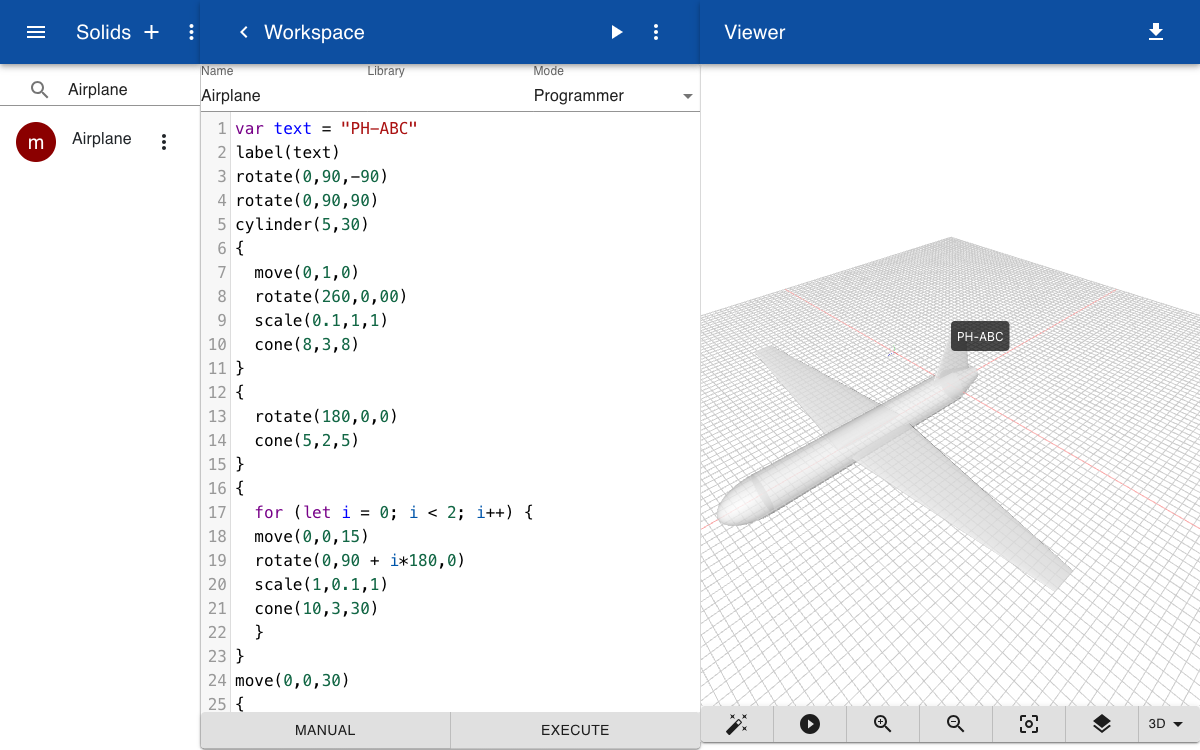 Solids
Workspace
Viewer
Airplane
m
Airplane
Name
Library
Mode
Airplane
Programmer
1 var text = "PH-ABC"
2 label(text)
3 rotate(0,90,-90)
4 rotate(0,90,90)
5 cylinder(5,30)
6 {
7   move(0,1,0)
8   rotate(260,0,00)
9   scale(0.1,1,1)
10   cone(8,3,8)
11 }
12 {
13   rotate(180,0,0)
14   cone(5,2,5)
15 }
16 {
17   for (let i = 0; i < 2; i++) {
18   move(0,0,15)
19   rotate(0,90 + i*180,0)
20   scale(1,0.1,1)
21   cone(10,3,30)
22   }
23 }
24 move(0,0,30)
25 {
MANUAL
EXECUTE
PH-ABC
3D